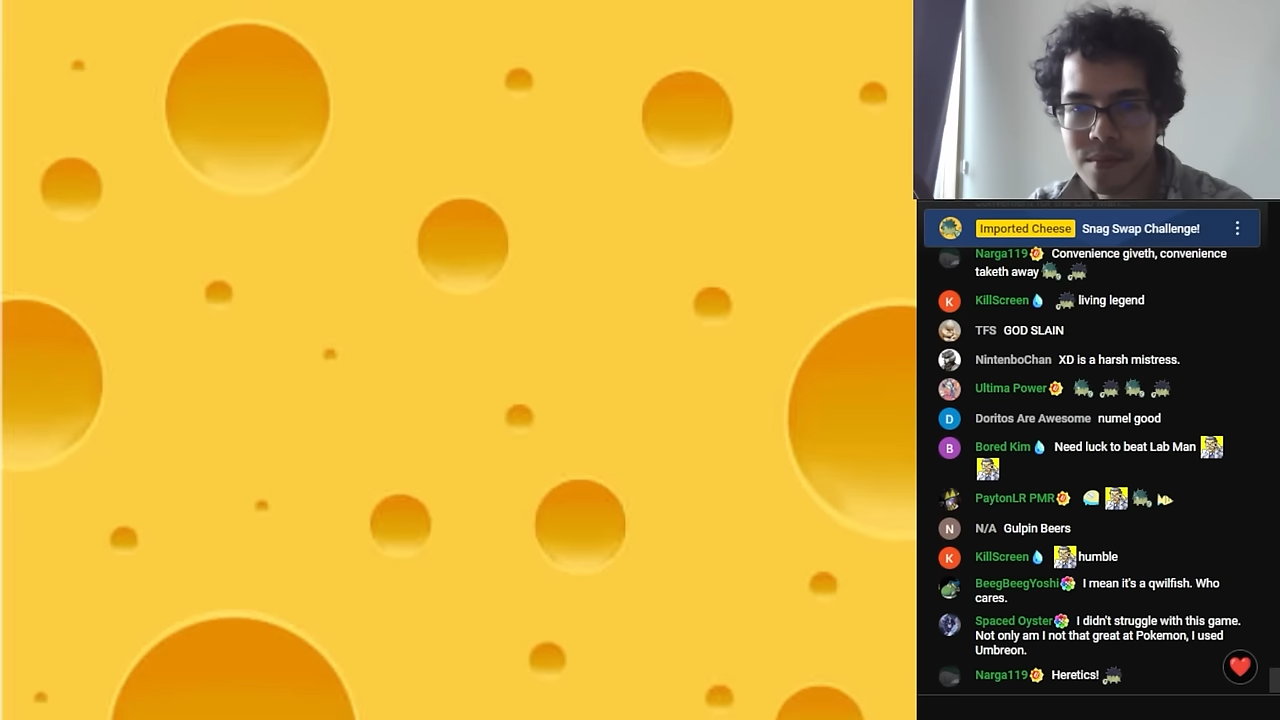 Imported Cheese Snag Swap Challenge!
Narga119 Convenience giveth, convenience
taketh away
KillScreen living legend
TFS GOD SLAIN
NintenboChan XD is a harsh mistress.
Ultima Power
D Doritos Are Awesome numel good
B Bored Kim Need luck to beat Lab Man
PaytonLR PMR
N N/A Gulpin Beers
K KillScreen humble
BeegBeegYoshi I mean it's a qwilfish. Who
cares.
Spaced Oyster I didn't struggle with this game.
Not only am I not that great at Pokemon, I used
Umbreon.
Narga119 Heretics!